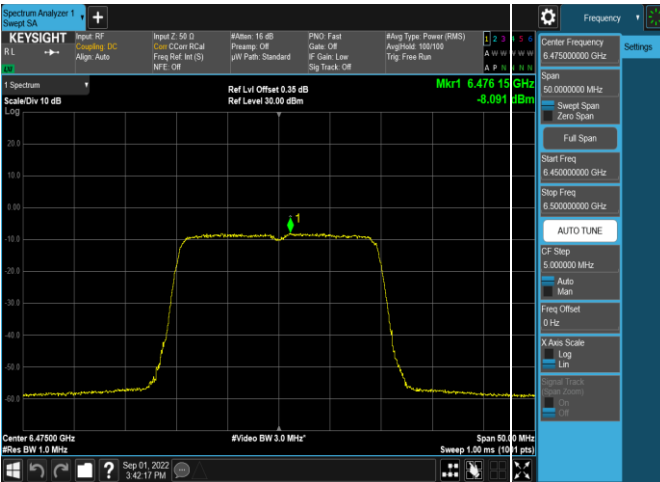 Spectrum Analyzer 1
Swept SA
+
Frequency
KEYSIGHT
RL
LW
Input: RF
Coupling: DC
Align: Auto
Input Z: 50 Ω
Corr CCorr RCal
Freq Ref: Int (S)
NFE: Off
#Atten: 16 dB
Preamp: Off
µW Path: Standard
PNO: Fast
Gate: Off
IF Gain: Low
Sig Track: Off
#Avg Type: Power (RMS)
Avg|Hold: 100/100
Trig: Free Run
1 2 3 4 5 6
A W W W W W
A P N N N N
1 Spectrum
Scale/Div 10 dB
Log
Ref Lvl Offset 0.35 dB
Ref Level 30.00 dBm
Mkr1 6.476 15 GHz
-8.091 dBm
20.0
10.0
0.00
-10.0
-20.0
-30.0
-40.0
-50.0
-60.0
1
Center 6.47500 GHz
#Res BW 1.0 MHz
#Video BW 3.0 MHz*
Span 50.00 MHz
Sweep 1.00 ms (1001 pts)
?
Sep 01, 2022
3:42:17 PM
Center Frequency
6.475000000 GHz
Settings
Span
50.0000000 MHz
Swept Span
Zero Span
Full Span
Start Freq
6.450000000 GHz
Stop Freq
6.500000000 GHz
AUTO TUNE
CF Step
5.000000 MHz
Auto
Man
Freq Offset
0 Hz
X Axis Scale
Log
Lin
Signal Track
(Span Zoom)
On
Off